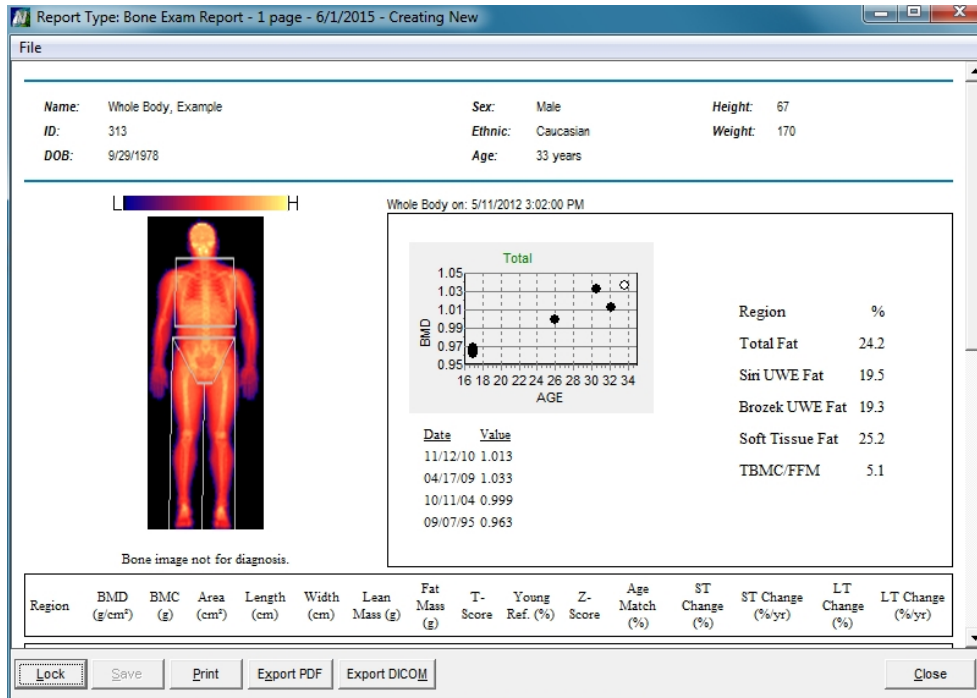 Report Type: Bone Exam Report - 1 page - 6/1/2015 - Creating New
File
Name: Whole Body, Example Sex: Male Height: 67
ID: 313 Ethnic: Caucasian Weight: 170
DOB: 9/29/1978 Age: 33 years
L H
Whole Body on: 5/11/2012 3:02:00 PM
Total
1.05
1.03
1.01
0.99
0.97
0.95
BMD
16 18 20 22 24 26 28 30 32 34
AGE
Date Value
11/12/10 1.013
04/17/09 1.033
10/11/04 0.999
09/07/95 0.963
Region %
Total Fat 24.2
Siri UWE Fat 19.5
Brozek UWE Fat 19.3
Soft Tissue Fat 25.2
TBMC/FFM 5.1
Bone image not for diagnosis.
Region BMD (g/cm²) BMC (g) Area (cm²) Length (cm) Width (cm) Lean Mass (g) Fat Mass (g) T-Score Young Ref. (%) Z-Score Age Match (%) ST Change (%) ST Change (%/yr) LT Change (%) LT Change (%/yr)
Lock Save Print Export PDF Export DICOM Close